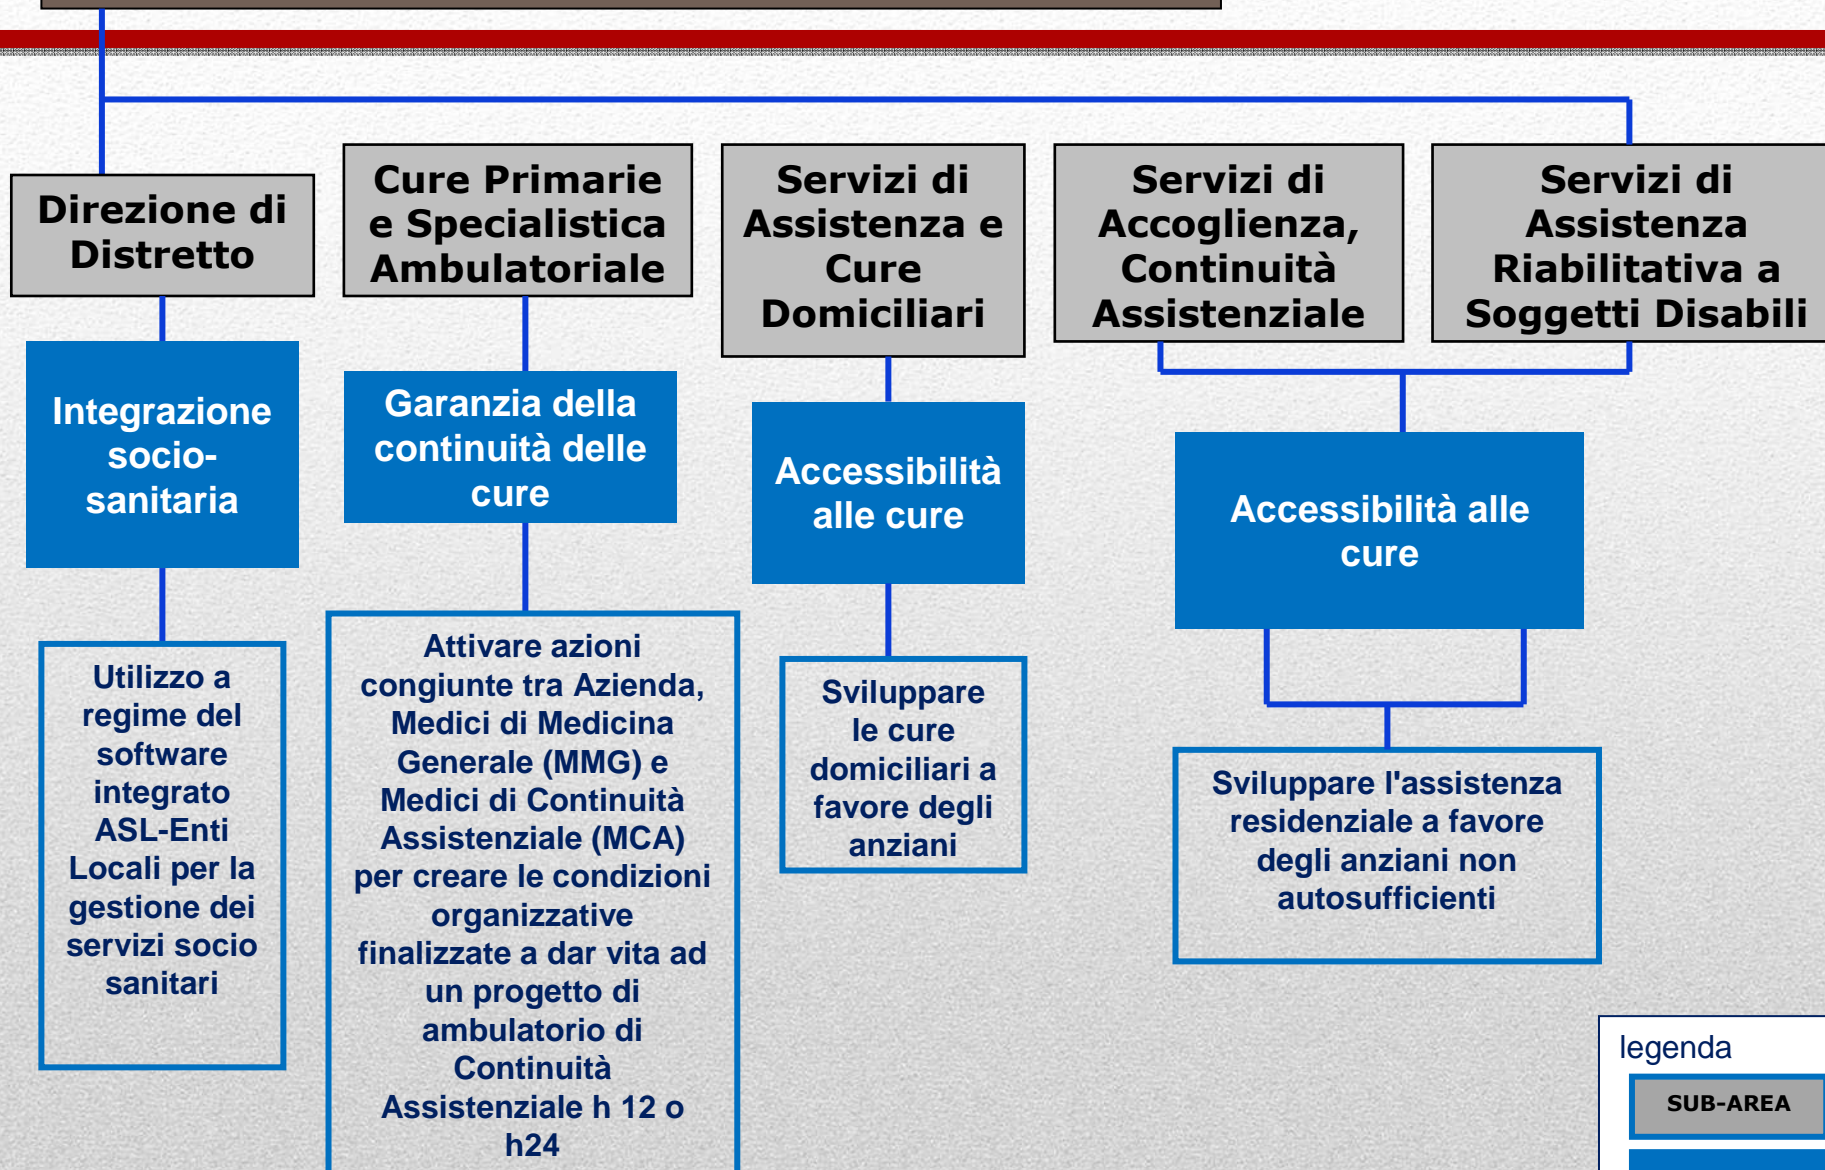 Direzione di
Distretto
Cure Primarie
e Specialistica
Ambulatoriale
Servizi di
Assistenza e
Cure
Domiciliari
Servizi di
Accoglienza,
Continuità
Assistenziale
Servizi di
Assistenza
Riabilitativa a
Soggetti Disabili
Integrazione
socio-
sanitaria
Garanzia della
continuità delle
cure
Accessibilità
alle cure
Accessibilità alle
cure
Utilizzo a
regime del
software
integrato
ASL-Enti
Locali per la
gestione dei
servizi socio
sanitari
Attivare azioni
congiunte tra Azienda,
Medici di Medicina
Generale (MMG) e
Medici di Continuità
Assistenziale (MCA)
per creare le condizioni
organizzative
finalizzate a dar vita ad
un progetto di
ambulatorio di
Continuità
Assistenziale h 12 o
h24
Sviluppare
le cure
domiciliari a
favore degli
anziani
Sviluppare l'assistenza
residenziale a favore
degli anziani non
autosufficienti
legenda
SUB-AREA